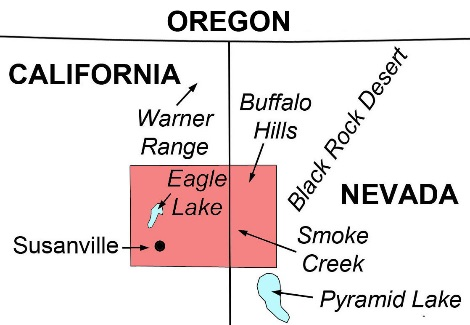 OREGON
CALIFORNIA
Warner
Range
Buffalo
Hills
Black Rock Desert
Eagle
Lake
NEVADA
Susanville
Smoke
Creek
Pyramid Lake